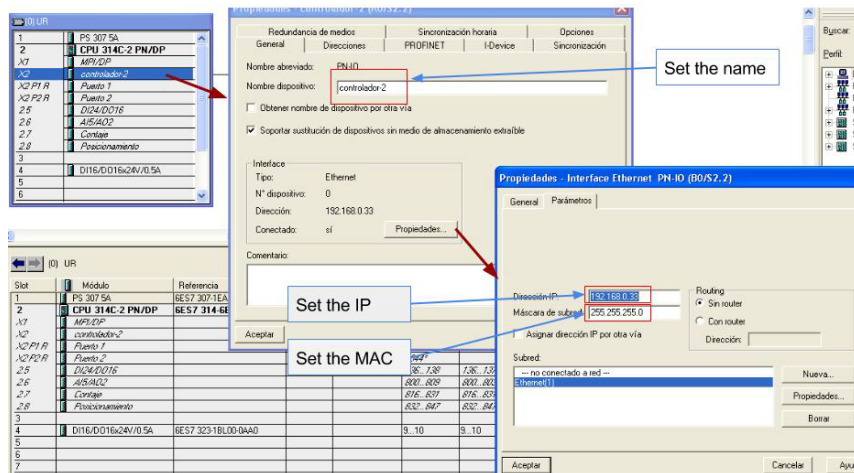 (0) UR
1 PS 307 5A
2 CPU 314C-2 PN/DP
X1 MPI/DP
X2 controlador-2
X2 P1 R Puerto 1
X2 P2 R Puerto 2
2.5 DI24/DO16
2.6 AI5/AO2
2.7 Contaje
2.8 Posicionamiento
3
4 DI16/DO16x24V/0.5A
5
6
Propiedades - Controlador-2 (R0/S2.2)
Redundancia de medios Sincronización horaria Opciones
General Direcciones PROFINET I-Device Sincronización
Nombre abreviado: PN-IO
Nombre dispositivo: controlador-2
Obtener nombre de dispositivo por otra vía
Soportar sustitución de dispositivos sin medio de almacenamiento extraíble
Interface
Tipo: Ethernet
N° dispositivo: 0
Dirección: 192.168.0.33
Conectado: sí Propiedades...
Comentario:
Aceptar
Set the name
Set the IP
Set the MAC
Buscar:
Perfil:
Propiedades - Interface Ethernet PN-IO (B0/S2.2)
General Parámetros
Dirección IP: 192.168.0.33
Máscara de subred: 255.255.255.0
Asignar dirección IP por otra vía
Routing
Sin router
Con router
Dirección:
Subred:
--- no conectado a red ---
Ethernet(1)
Nueva...
Propiedades...
Borrar
Aceptar Cancelar Ayu
(0) UR
Slot Módulo Referencia
1 PS 307 5A 6ES7 307-1EA
2 CPU 314C-2 PN/DP 6ES7 314-6E
X1 MPI/DP
X2 controlador-2
X2 P1 R Puerto 1
X2 P2 R Puerto 2
2.5 DI24/DO16 136...138 136...137
2.6 AI5/AO2 800...809 800...803
2.7 Contaje 816...831 816...831
2.8 Posicionamiento 832...847 832...847
3
4 DI16/DO16x24V/0.5A 6ES7 323-1BL00-0AA0 9...10 9...10
5
6
7